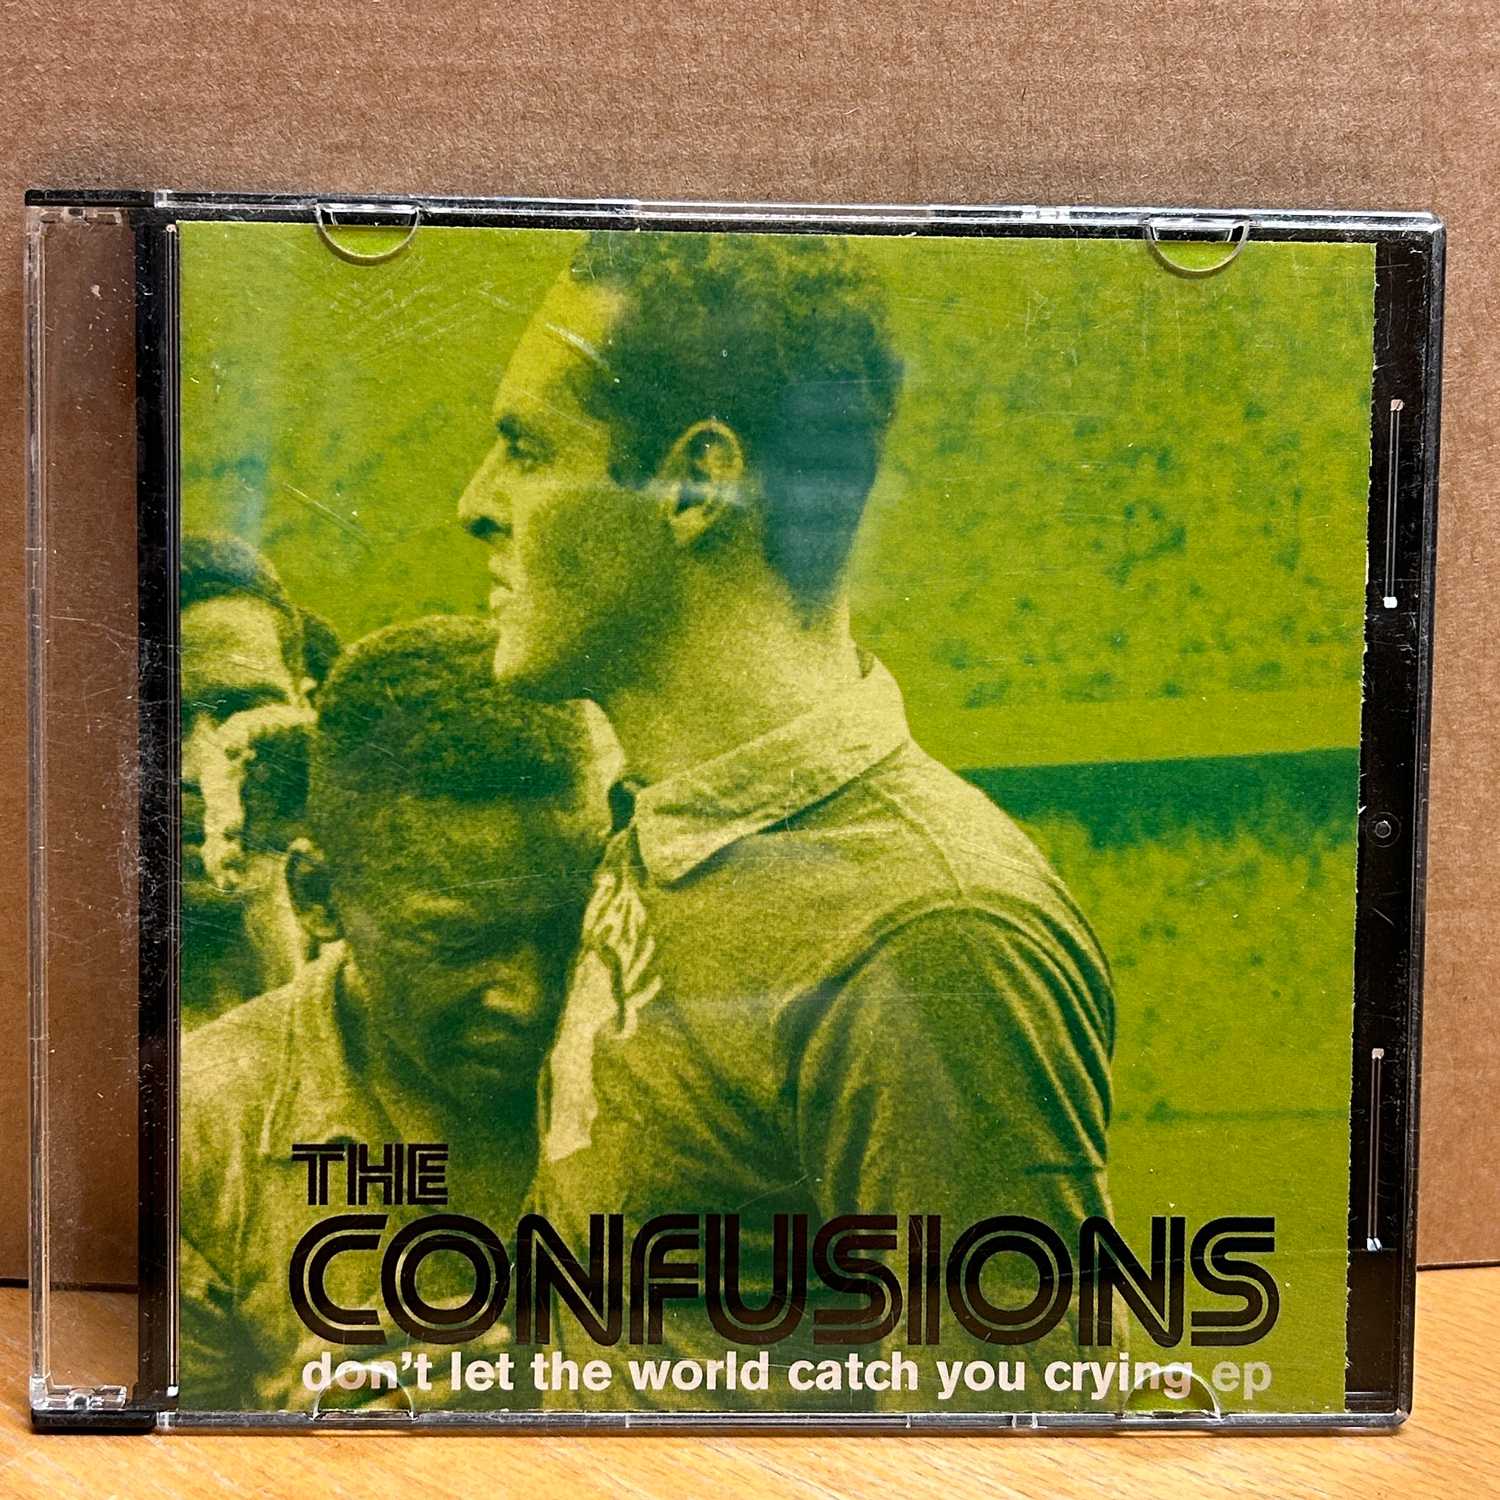 THE
CONFUSIONS
don't let the world catch you crying ep